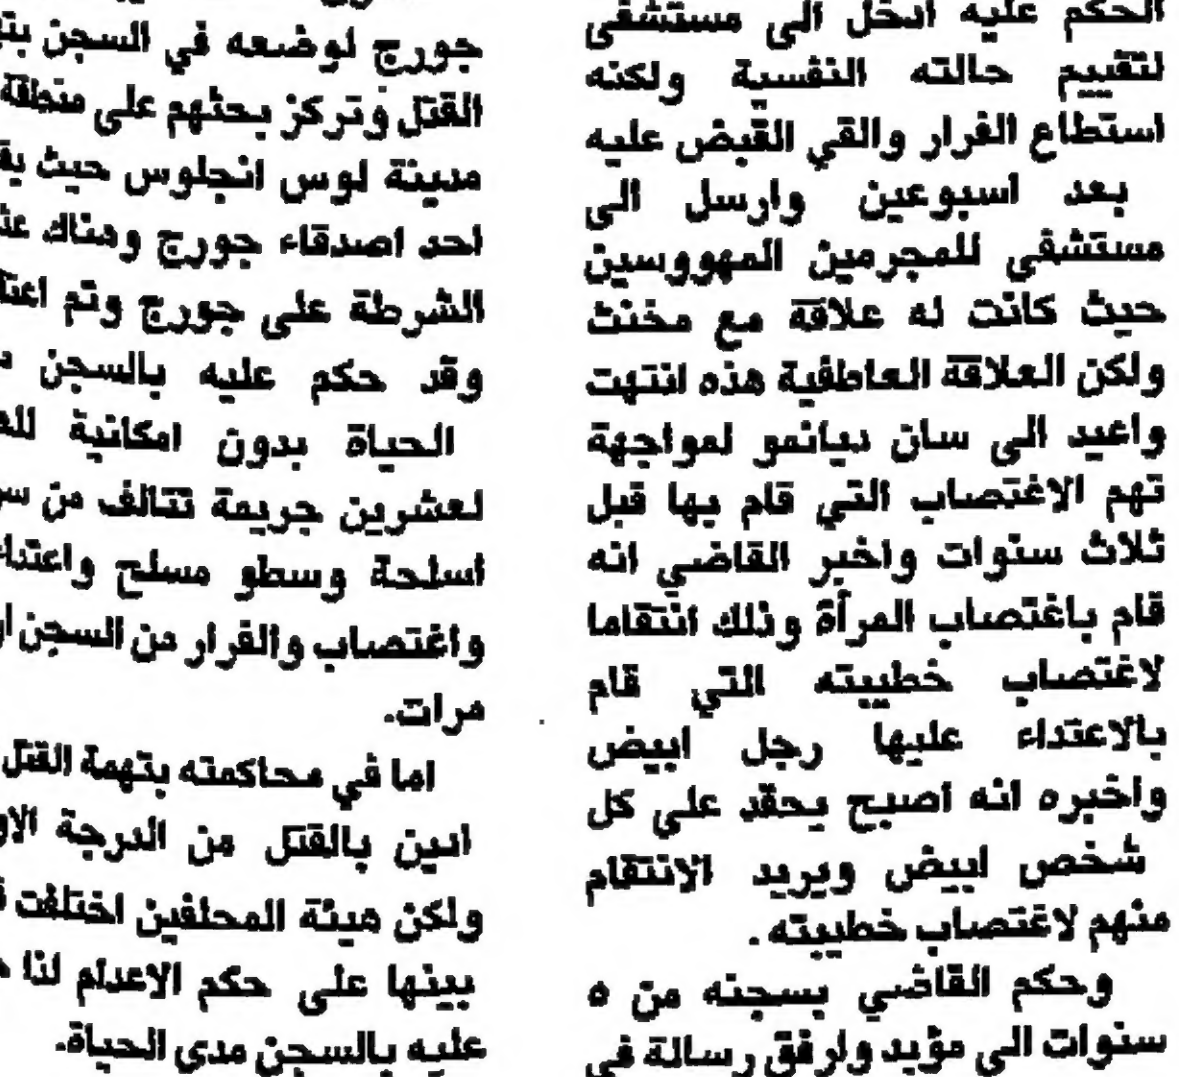 الحكم عليه ادخل الى مستشفى
لتقييم حالته النفسية ولكنه
استطاع الفرار والقي القبض عليه
بعد اسبوعين وارسل الى
مستشفى للمجرمين المهووسين
حيث كانت له علاقة مع مخنث
ولكن العلاقة العاطفية هذه انتهت
واعيد الى سان دييانمو لمواجهة
تهم الاغتصاب التي قام بها قبل
ثلاث سنوات واخبر القاضي انه
قام باغتصاب المرأة وذلك انتقاما
لاغتصاب خطيبته التي قام
بالاعتداء عليها رجل ابيض
واخبره انه اصبح يحقد على كل
شخص ابيض ويريد الانتقام
منهم لاغتصاب خطيبته .
وحكم القاضي بسجنه من ٥
سنوات الى مؤبد وارفق رسالة في
جورج لوضعه في السجن
القتل وتركز بحثهم على منطقة
مدينة لوس انجلوس حيث
احد اصدقاء جورج وهناك
الشرطة على جورج وتم
وقد حكم عليه بالسجن
الحياة بدون امكانية
لعشرين جريمة تتالف من
اسلحة وسطو مسلح
واغتصاب والفرار من السجن
مرات.
اما في محاكمته بتهمة القتل
ادين بالقتل من الدرجة
ولكن هيئة المحلفين اختلفت
بينها على حكم الاعدام لذا
عليه بالسجن مدى الحياة.